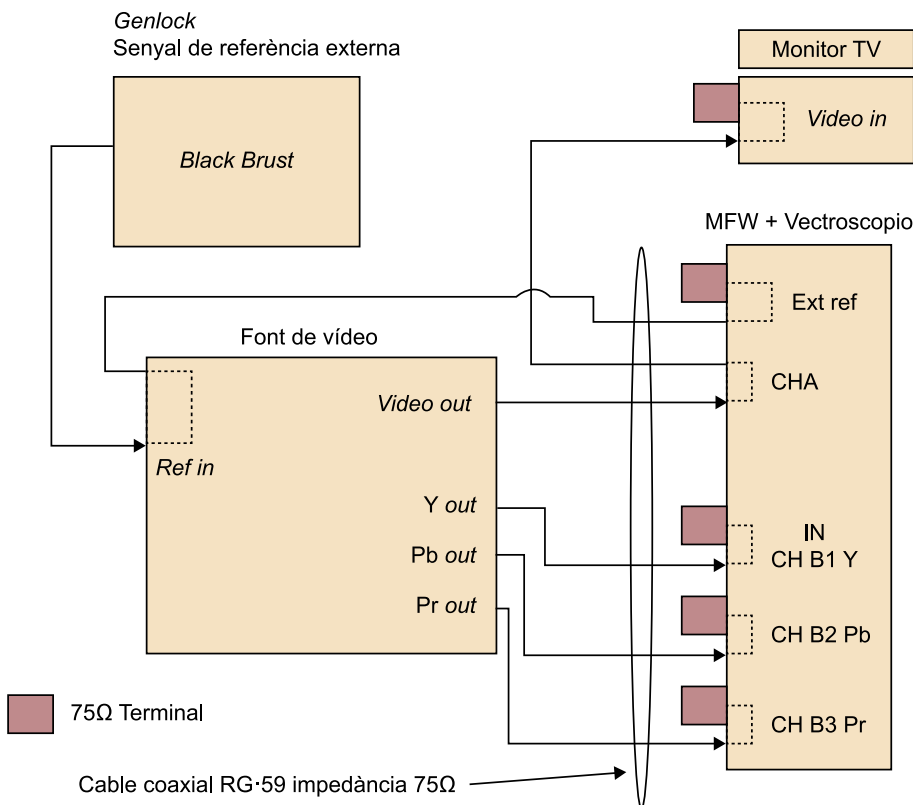 Genlock
Senyal de referència externa
Black Brust
Monitor TV
Video in
MFW + Vectroscopio
Ext ref
CHA
IN
CH B1 Y
CH B2 Pb
CH B3 Pr
Font de vídeo
Video out
Ref in
Y out
Pb out
Pr out
75Ω Terminal
Cable coaxial RG·59 impedància 75Ω